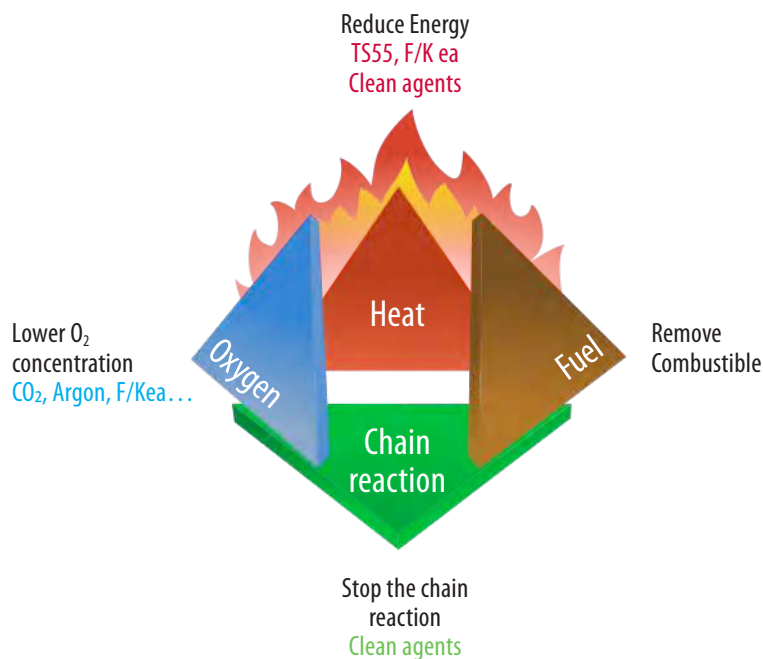 Reduce Energy
TS55, F/K ea
Clean agents
Heat
Oxygen
Fuel
Lower O₂
concentration
CO₂, Argon, F/Kea...
Remove
Combustible
Chain
reaction
Stop the chain
reaction
Clean agents